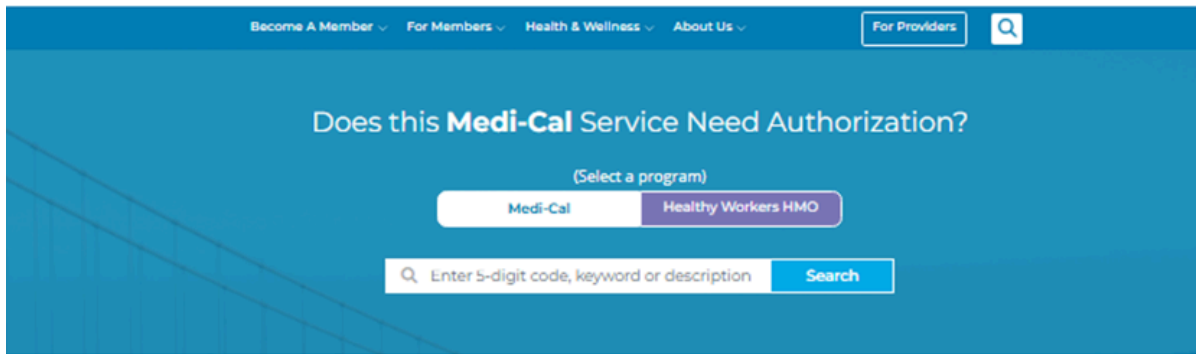 Become A Member For Members Health & Wellness About Us For Providers
Does this Medi-Cal Service Need Authorization?
(Select a program)
Medi-Cal Healthy Workers HMO
Enter 5-digit code, keyword or description Search